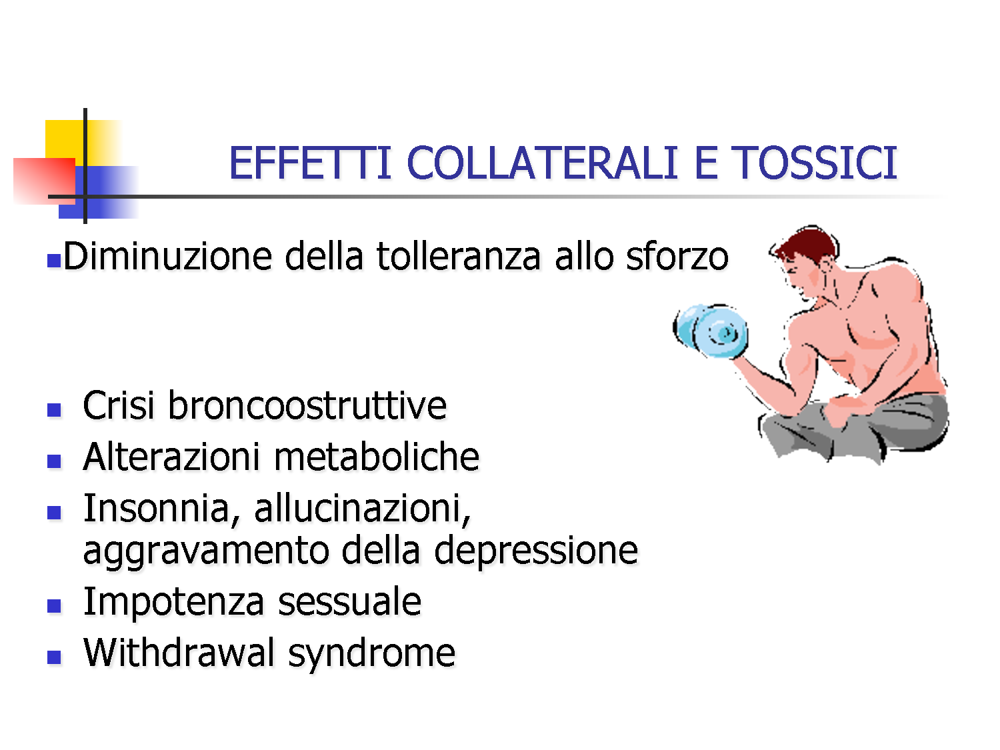 EFFETTI COLLATERALI E TOSSICI
Diminuzione della tolleranza allo sforzo
Crisi broncoostruttive
Alterazioni metaboliche
Insonnia, allucinazioni,
aggravamento della depressione
Impotenza sessuale
Withdrawal syndrome